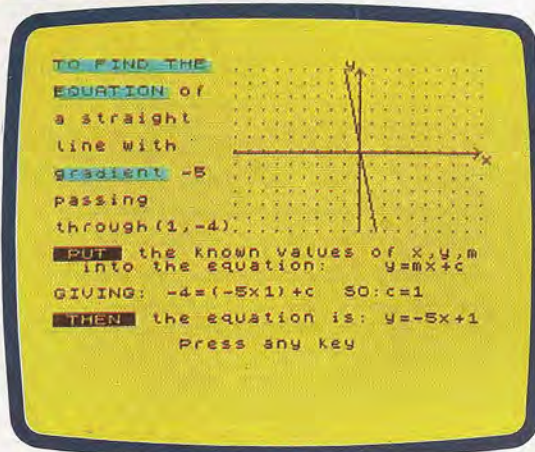 TO FIND THE
EQUATION of
a straight
line with
gradient -5
passing
through(1,-4)
y
x
PUT the known values of x,y,m
into the equation: y=mx+c
GIVING: -4=(-5x1)+c SO:c=1
THEN the equation is: y=-5x+1
Press any key